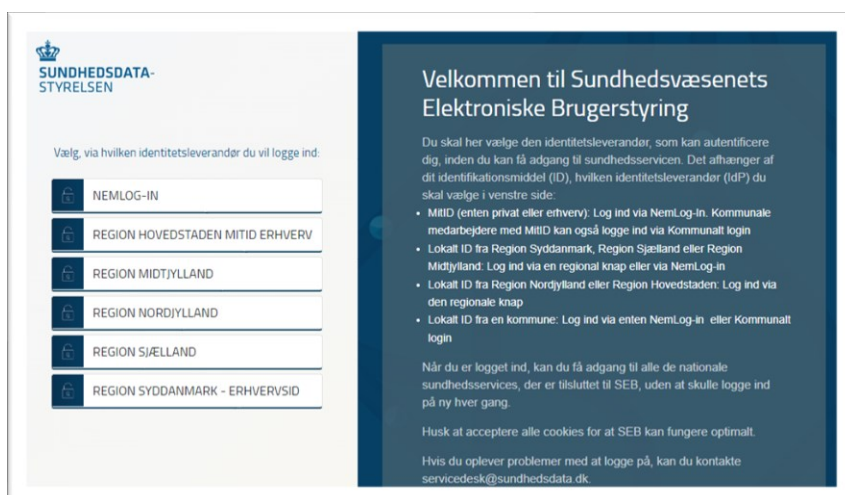 SUNDHEDSDATA-
STYRELSEN
Vælg, via hvilken identitetsleverandør du vil logge ind:
NEMLOG-IN
REGION HOVEDSTADEN MITID ERHVERV
REGION MIDTJYLLAND
REGION NORDJYLLAND
REGION SJÆLLAND
REGION SYDDANMARK - ERHVERVSID
Velkommen til Sundhedsvæsenets
Elektroniske Brugerstyring
Du skal her vælge den identitetsleverandør, som kan autentificere
dig, inden du kan få adgang til sundhedsservicen. Det afhænger af
dit identifikationsmiddel (ID), hvilken identitetsleverandør (IdP) du
skal vælge i venstre side:
• MitID (enten privat eller erhverv): Log ind via NemLog-In. Kommunale
medarbejdere med MitID kan også logge ind via Kommunalt login
• Lokalt ID fra Region Syddanmark, Region Sjælland eller Region
Midtjylland: Log ind via en regional knap eller via NemLog-in
• Lokalt ID fra Region Nordjylland eller Region Hovedstaden: Log ind via
den regionale knap
• Lokalt ID fra en kommune: Log ind via enten NemLog-in eller Kommunalt
login
Når du er logget ind, kan du få adgang til alle de nationale
sundhedsservices, der er tilsluttet til SEB, uden at skulle logge ind
på ny hver gang.
Husk at acceptere alle cookies for at SEB kan fungere optimalt.
Hvis du oplever problemer med at logge på, kan du kontakte
servicedesk@sundhedsdata.dk.